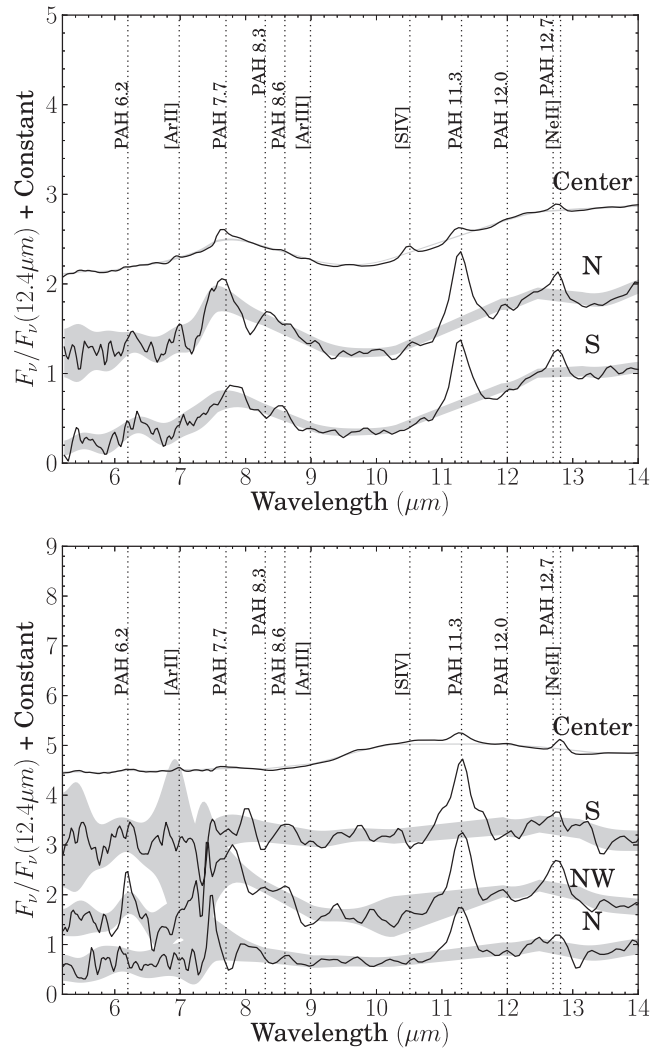 5
4
3
2
1
0
F_ν/F_ν(12.4μm) + Constant
PAH 6.2
[ArII]
PAH 7.7
PAH 8.3
PAH 8.6
[ArIII]
[SIV]
PAH 11.3
PAH 12.0
[NeII]
PAH 12.7
Center
N
S
6 7 8 9 10 11 12 13 14
Wavelength (μm)
9
8
7
6
5
4
3
2
1
0
F_ν/F_ν(12.4μm) + Constant
PAH 6.2
[ArII]
PAH 7.7
PAH 8.3
PAH 8.6
[ArIII]
[SIV]
PAH 11.3
PAH 12.0
[NeII]
PAH 12.7
Center
S
NW
N
6 7 8 9 10 11 12 13 14
Wavelength (μm)